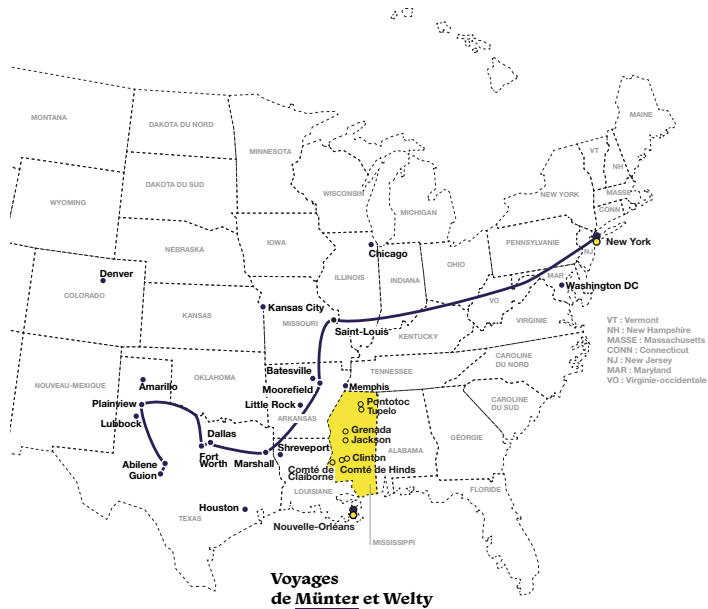 MAINE
MONTANA
DAKOTA DU NORD
MINNESOTA
VT
NH
DAKOTA DU SUD
WISCONSIN
NEW YORK
MASSE
WYOMING
MICHIGAN
CONN
IOWA
PENNSYLVANIE
New York
NEBRASKA
Chicago
NJ
OHIO
Denver
ILLINOIS
INDIANA
MAR
Washington DC
COLORADO
VO
Kansas City
KANSAS
MISSOURI
Saint-Louis
VIRGINIE
KENTUCKY
VT : Vermont
NH : New Hampshire
MASSE : Massachusetts
CONN : Connecticut
NJ : New Jersey
MAR : Maryland
VO : Virginie-occidentale
CAROLINE
DU NORD
Batesville
TENNESSEE
OKLAHOMA
NOUVEAU-MEXIQUE
Amarillo
Moorefield
Memphis
Plainview
Little Rock
Pontotoc
Tupelo
CAROLINE
DU SUD
ARKANSAS
Lubbock
Dallas
Grenada
Jackson
GÉORGIE
Shreveport
ALABAMA
Fort
Worth
Marshall
Clinton
Abilene
Guion
Comté de
Claiborne
Comté de Hinds
LOUISIANE
FLORIDE
Houston
TEXAS
Nouvelle-Orléans
MISSISSIPPI
Voyages
de Münter et Welty